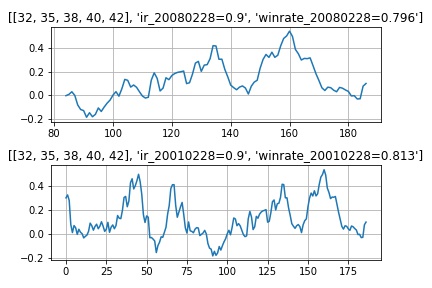 [[32, 35, 38, 40, 42], 'ir_20080228=0.9', 'winrate_20080228=0.796']
0.4
0.2
0.0
−0.2
80 100 120 140 160 180
[[32, 35, 38, 40, 42], 'ir_20010228=0.9', 'winrate_20010228=0.813']
0.4
0.2
0.0
−0.2
0 25 50 75 100 125 150 175